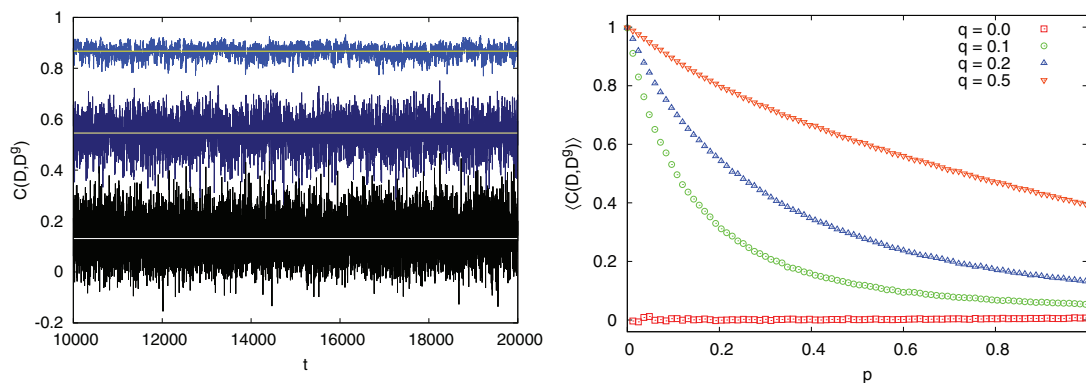 1
0.8
0.6
0.4
0.2
0
-0.2
C(D,D^g)
10000 12000 14000 16000 18000 20000
t
q = 0.0
q = 0.1
q = 0.2
q = 0.5
1
0.8
0.6
0.4
0.2
0
⟨C(D,D^g)⟩
0 0.2 0.4 0.6 0.8
p